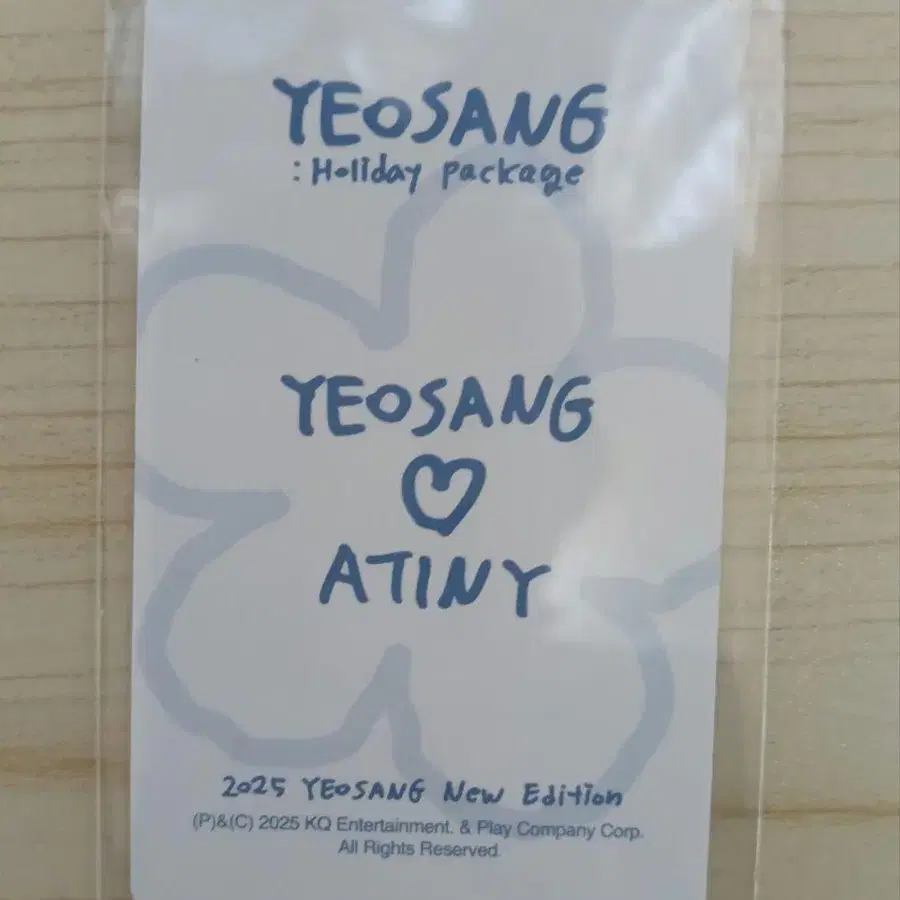 YEOSANG
: Holiday package
YEOSANG
♡
ATINY
2025 YEOSANG New Edition
(P)&(C) 2025 KQ Entertainment. & Play Company Corp.
All Rights Reserved.